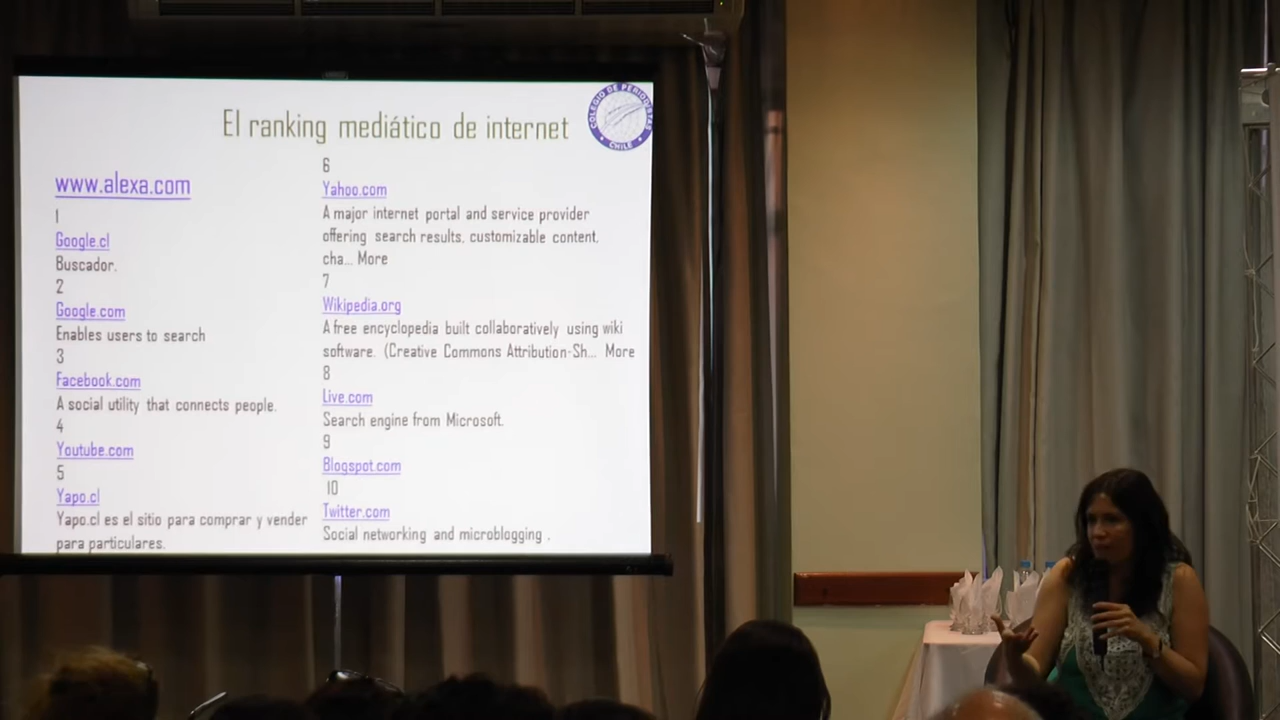 El ranking mediático de internet
COLEGIO DE PERIODISTAS
CHILE
www.alexa.com
1
Google.cl
Buscador.
2
Google.com
Enables users to search
3
Facebook.com
A social utility that connects people.
4
Youtube.com
5
Yapo.cl
Yapo.cl es el sitio para comprar y vender
para particulares.
6
Yahoo.com
A major internet portal and service provider
offering search results, customizable content,
cha... More
7
Wikipedia.org
A free encyclopedia built collaboratively using wiki
software. (Creative Commons Attribution-Sh... More
8
Live.com
Search engine from Microsoft.
9
Blogspot.com
10
Twitter.com
Social networking and microblogging .